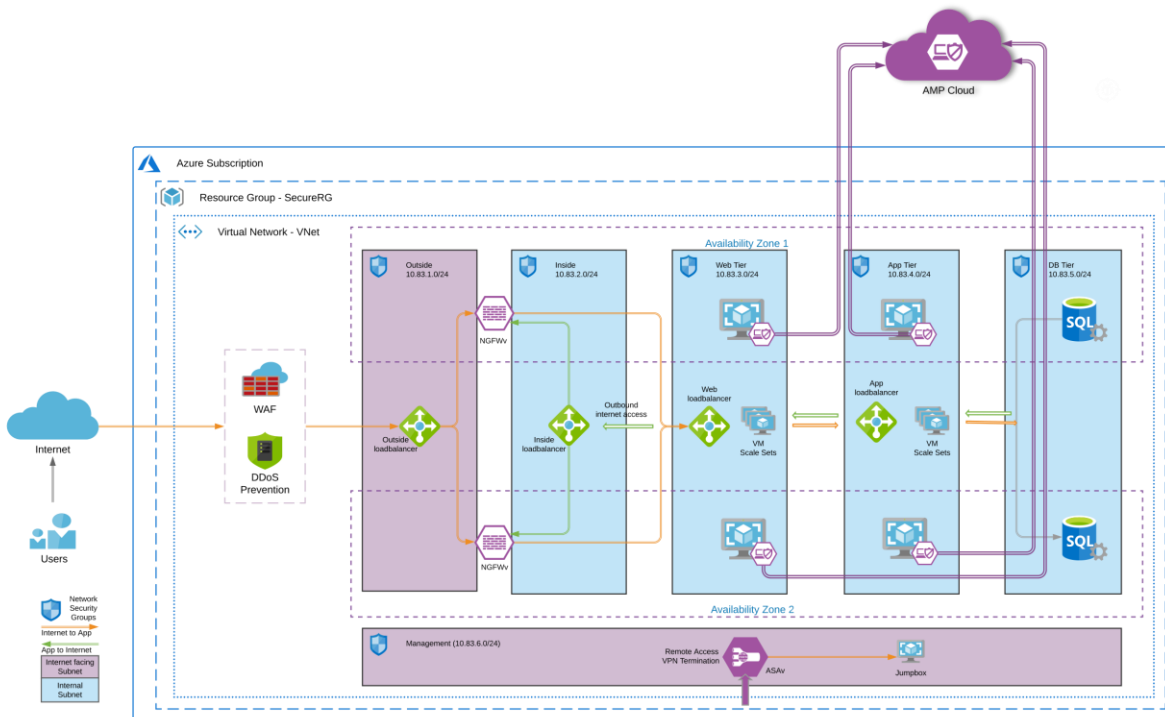 AMP Cloud
Azure Subscription
Resource Group - SecureRG
Virtual Network - VNet
Availability Zone 1
Outside
10.83.1.0/24
Inside
10.83.2.0/24
Web Tier
10.83.3.0/24
App Tier
10.83.4.0/24
DB Tier
10.83.5.0/24
NGFWv
SQL
WAF
DDoS
Prevention
Internet
Users
Outside
loadbalancer
Inside
loadbalancer
Outbound
internet access
Web
loadbalancer
VM
Scale Sets
App
loadbalancer
VM
Scale Sets
NGFWv
SQL
Availability Zone 2
Management (10.83.6.0/24)
Remote Access
VPN Termination
ASAv
Jumpbox
Network
Security
Groups
Internet to App
App to Internet
Internet facing
Subnet
Internal
Subnet